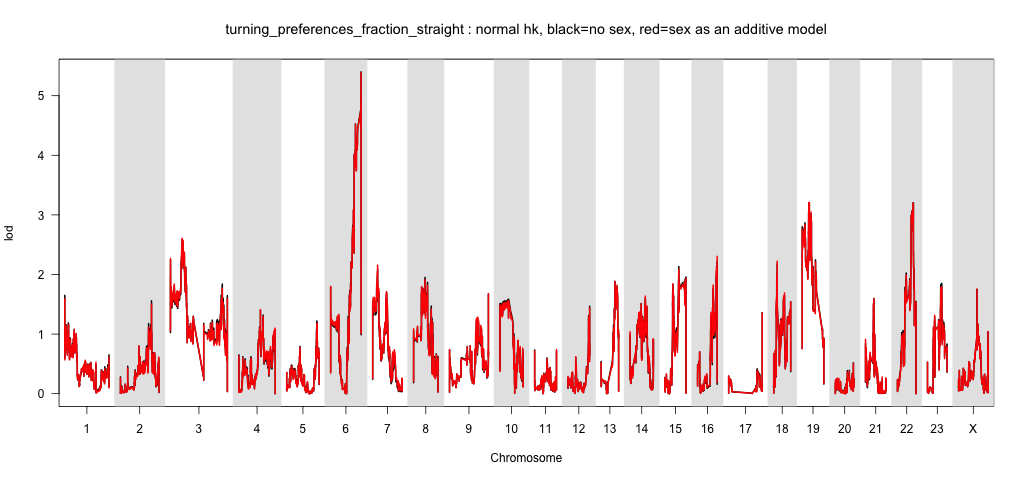 turning_preferences_fraction_straight : normal hk, black=no sex, red=sex as an additive model
lod
5
4
3
2
1
0
1 2 3 4 5 6 7 8 9 10 11 12 13 14 15 16 17 18 19 20 21 22 23 X
Chromosome